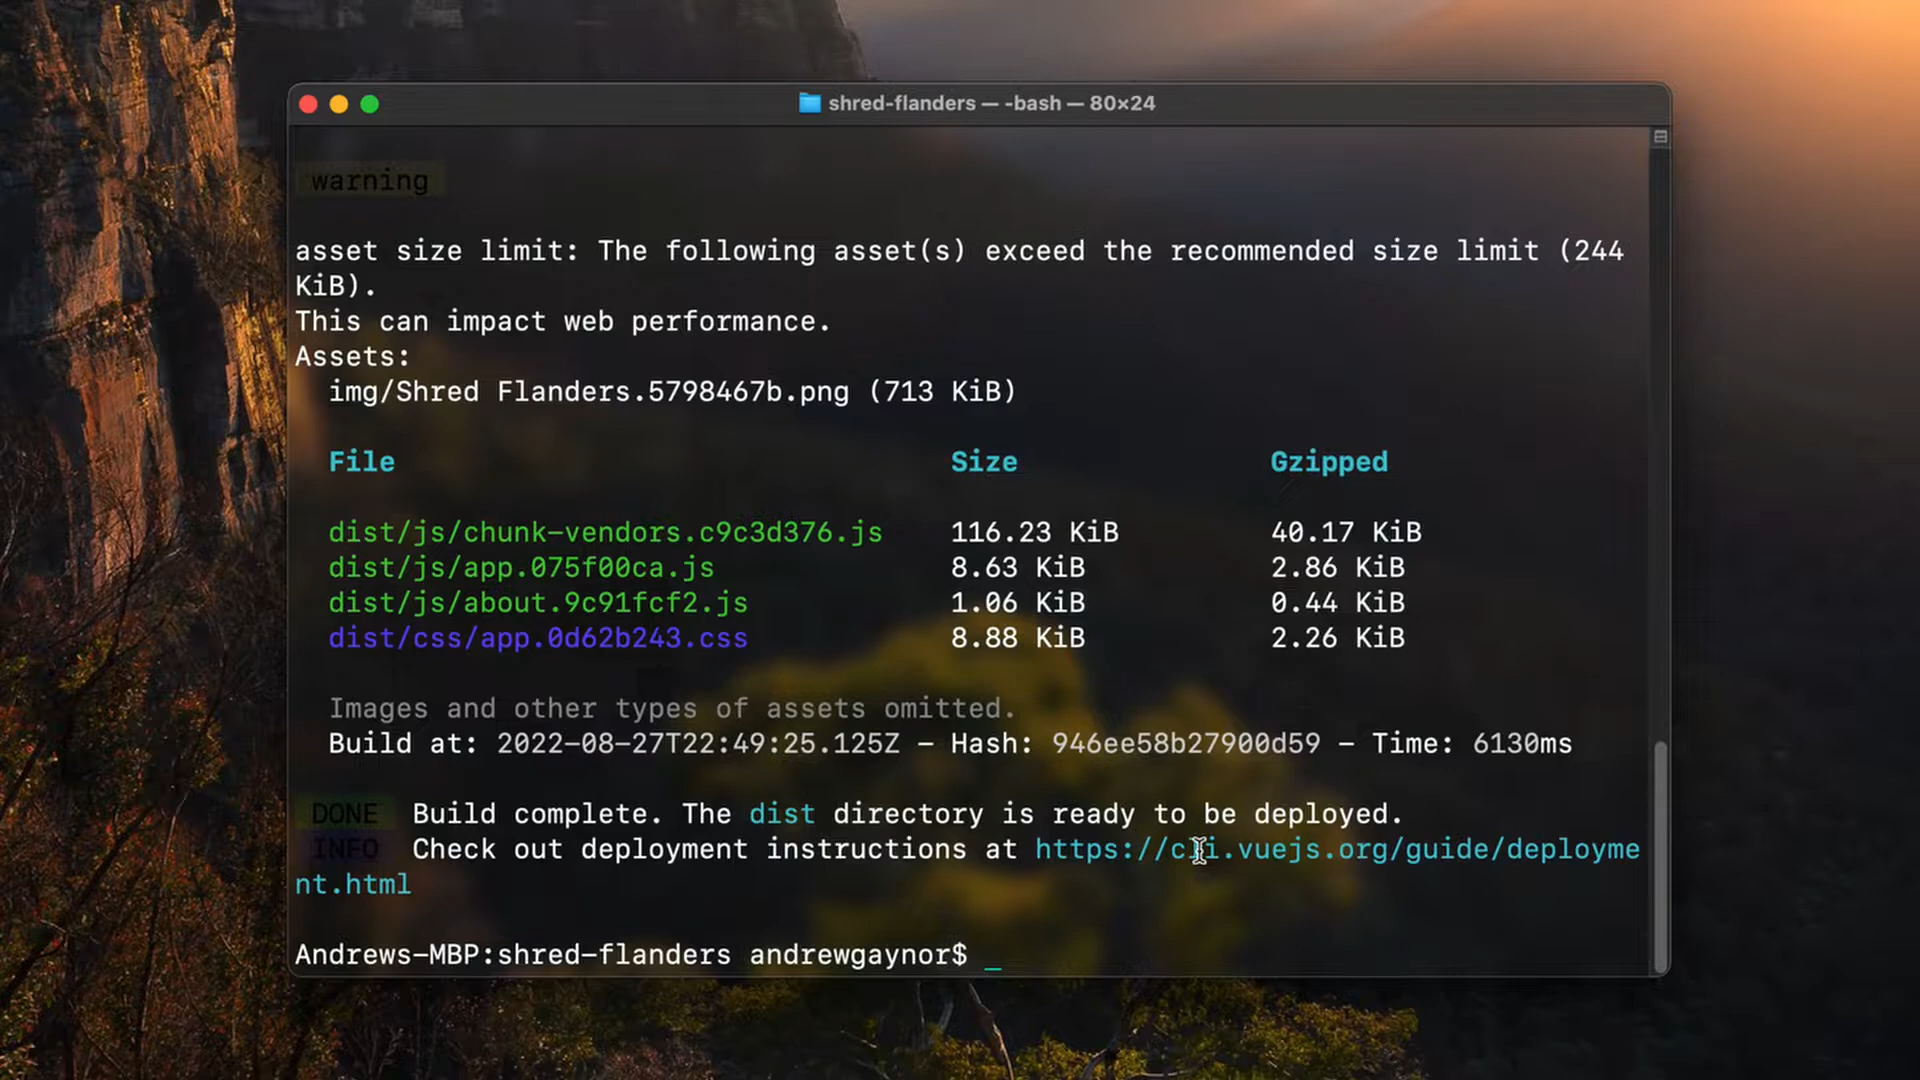 shred-flanders — -bash — 80×24
warning
asset size limit: The following asset(s) exceed the recommended size limit (244
KiB).
This can impact web performance.
Assets:
img/Shred Flanders.5798467b.png (713 KiB)
File Size Gzipped
dist/js/chunk-vendors.c9c3d376.js 116.23 KiB 40.17 KiB
dist/js/app.075f00ca.js 8.63 KiB 2.86 KiB
dist/js/about.9c91fcf2.js 1.06 KiB 0.44 KiB
dist/css/app.0d62b243.css 8.88 KiB 2.26 KiB
Images and other types of assets omitted.
Build at: 2022-08-27T22:49:25.125Z - Hash: 946ee58b27900d59 - Time: 6130ms
DONE Build complete. The dist directory is ready to be deployed.
INFO Check out deployment instructions at https://cli.vuejs.org/guide/deployme
nt.html
Andrews-MBP:shred-flanders andrewgaynor$ _